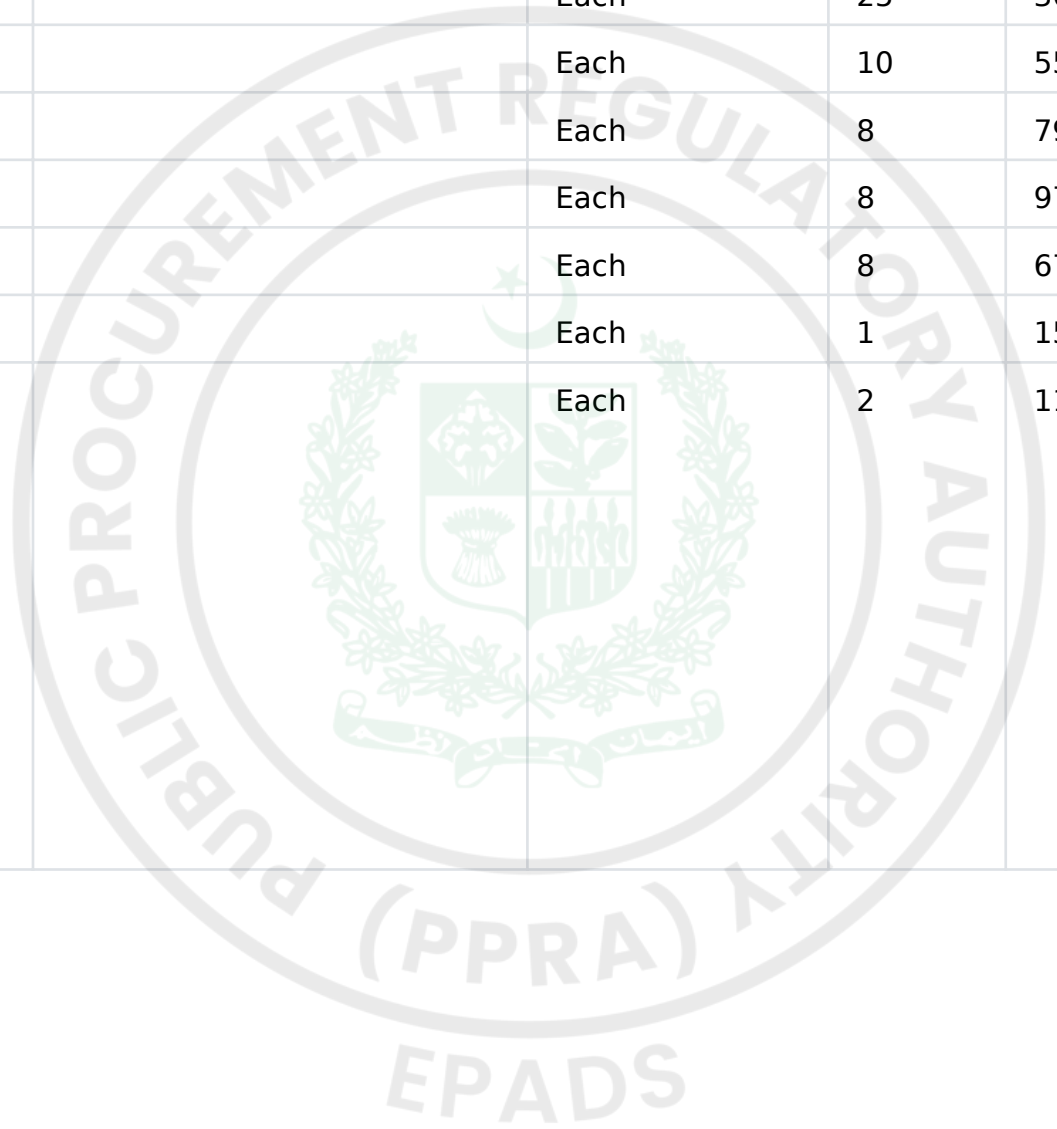 Each 10
Each 8
Each 8
Each 8
Each 1
Each 2
PUBLIC PROCUREMENT REGULATORY AUTHORITY
(PPRA)
EPADS